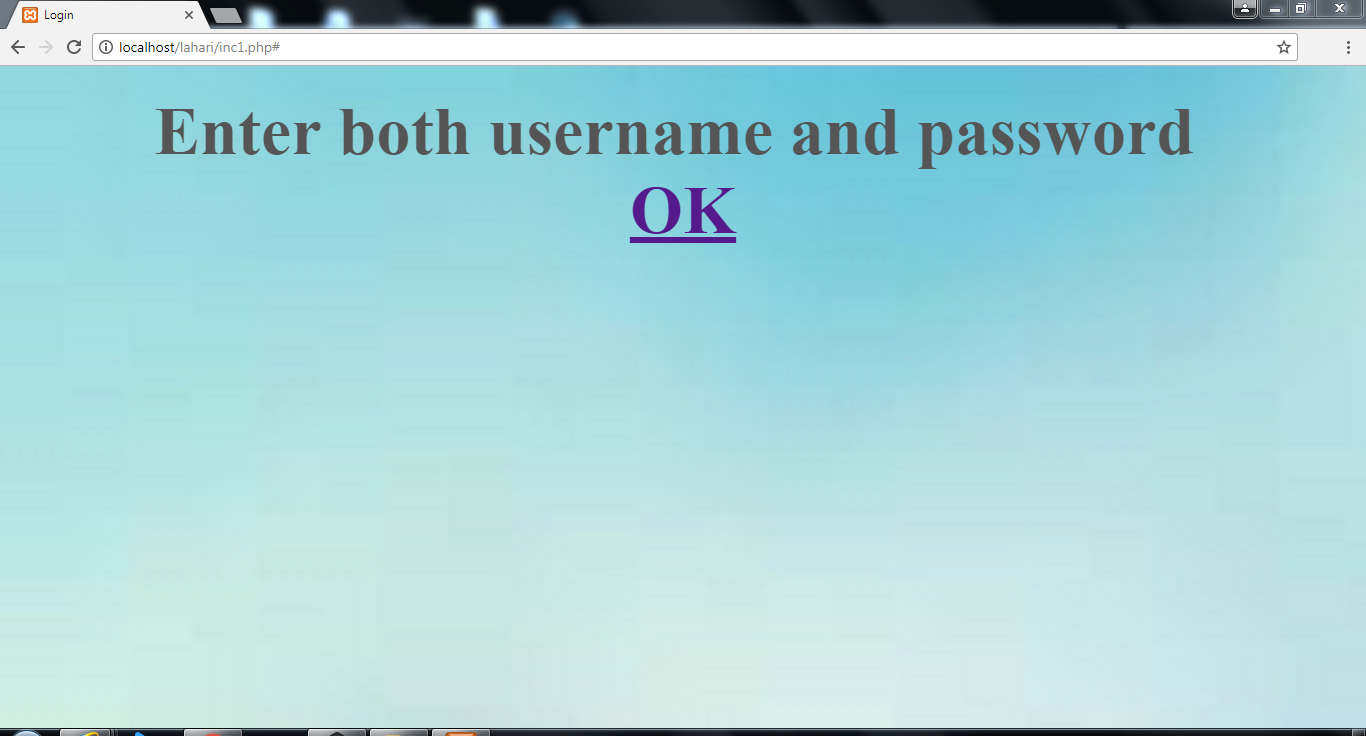 Login
localhost/lahari/inc1.php#
Enter both username and password
OK